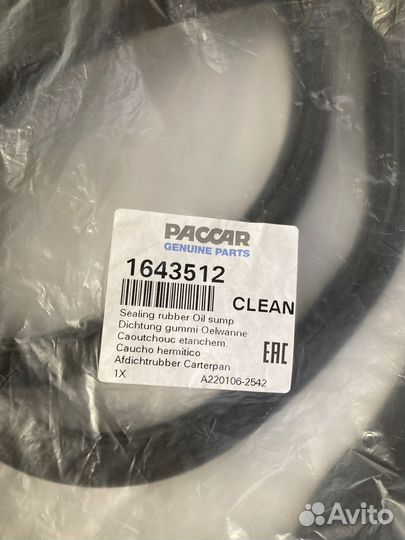 PACCAR
GENUINE PARTS
1643512
CLEAN
Sealing rubber Oil sump
Dichtung gummi Oelwanne
Caoutchouc etanchem.
Caucho hermitico
Afdichtrubber Carterpan
1X
A220106-2542
EAC
Avito